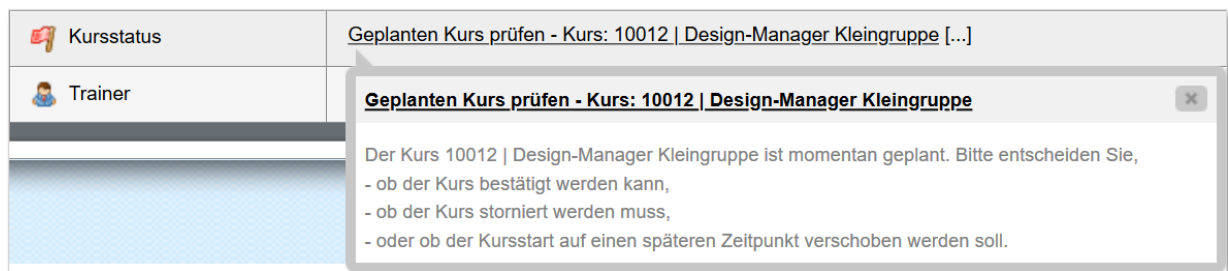 Kursstatus
Geplanten Kurs prüfen - Kurs: 10012 | Design-Manager Kleingruppe [...]
Trainer
Geplanten Kurs prüfen - Kurs: 10012 | Design-Manager Kleingruppe
Der Kurs 10012 | Design-Manager Kleingruppe ist momentan geplant. Bitte entscheiden Sie,
- ob der Kurs bestätigt werden kann,
- ob der Kurs storniert werden muss,
- oder ob der Kursstart auf einen späteren Zeitpunkt verschoben werden soll.